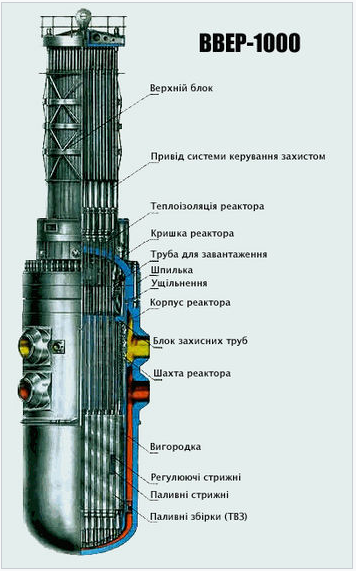 ВВЕР-1000
Верхній блок
Привід системи керування захистом
Теплоізоляція реактора
Кришка реактора
Труба для завантаження
Шпилька
Ущільнення
Корпус реактора
Блок захисних труб
Шахта реактора
Вигородка
Регулюючі стрижні
Паливні стрижні
Паливні збірки (ТВЗ)